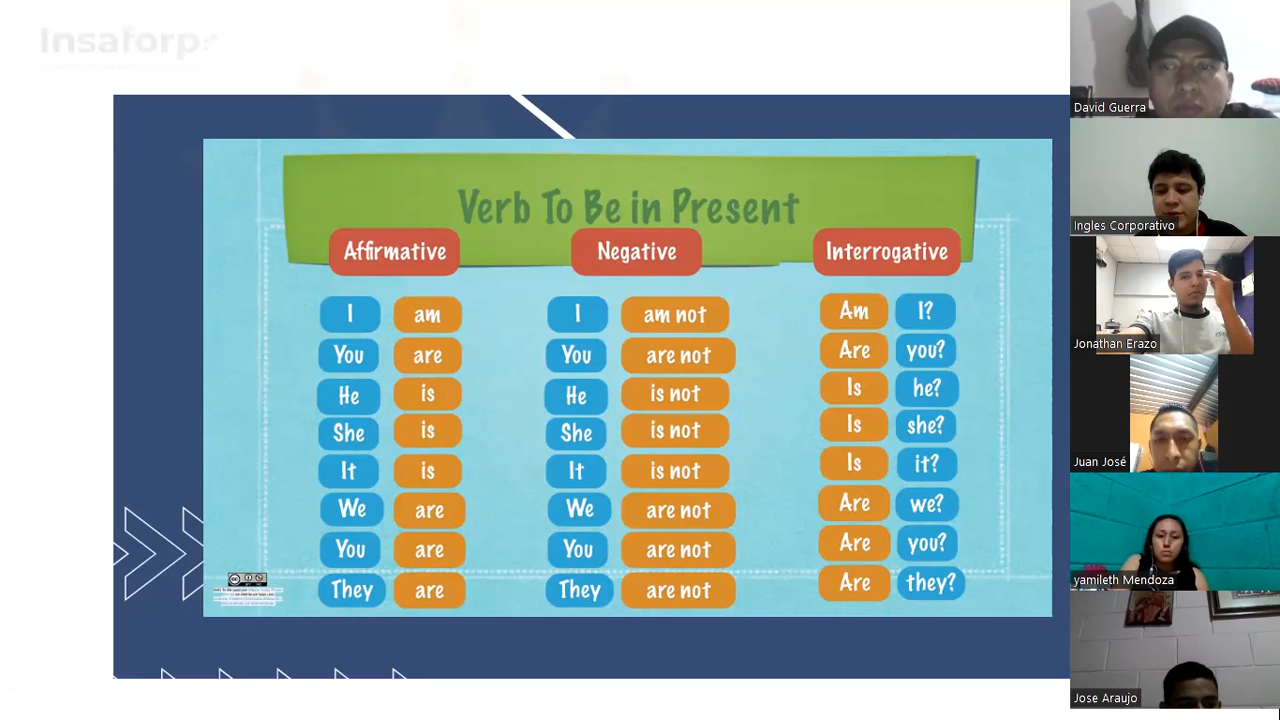 Insaforp
Verb To Be in Present
Affirmative Negative Interrogative
I am I am not Am I?
You are You are not Are you?
He is He is not Is he?
She is She is not Is she?
It is It is not Is it?
We are We are not Are we?
You are You are not Are you?
They are They are not Are they?
David Guerra
Ingles Corporativo
Jonathan Erazo
Juan José
yamileth Mendoza
Jose Araujo